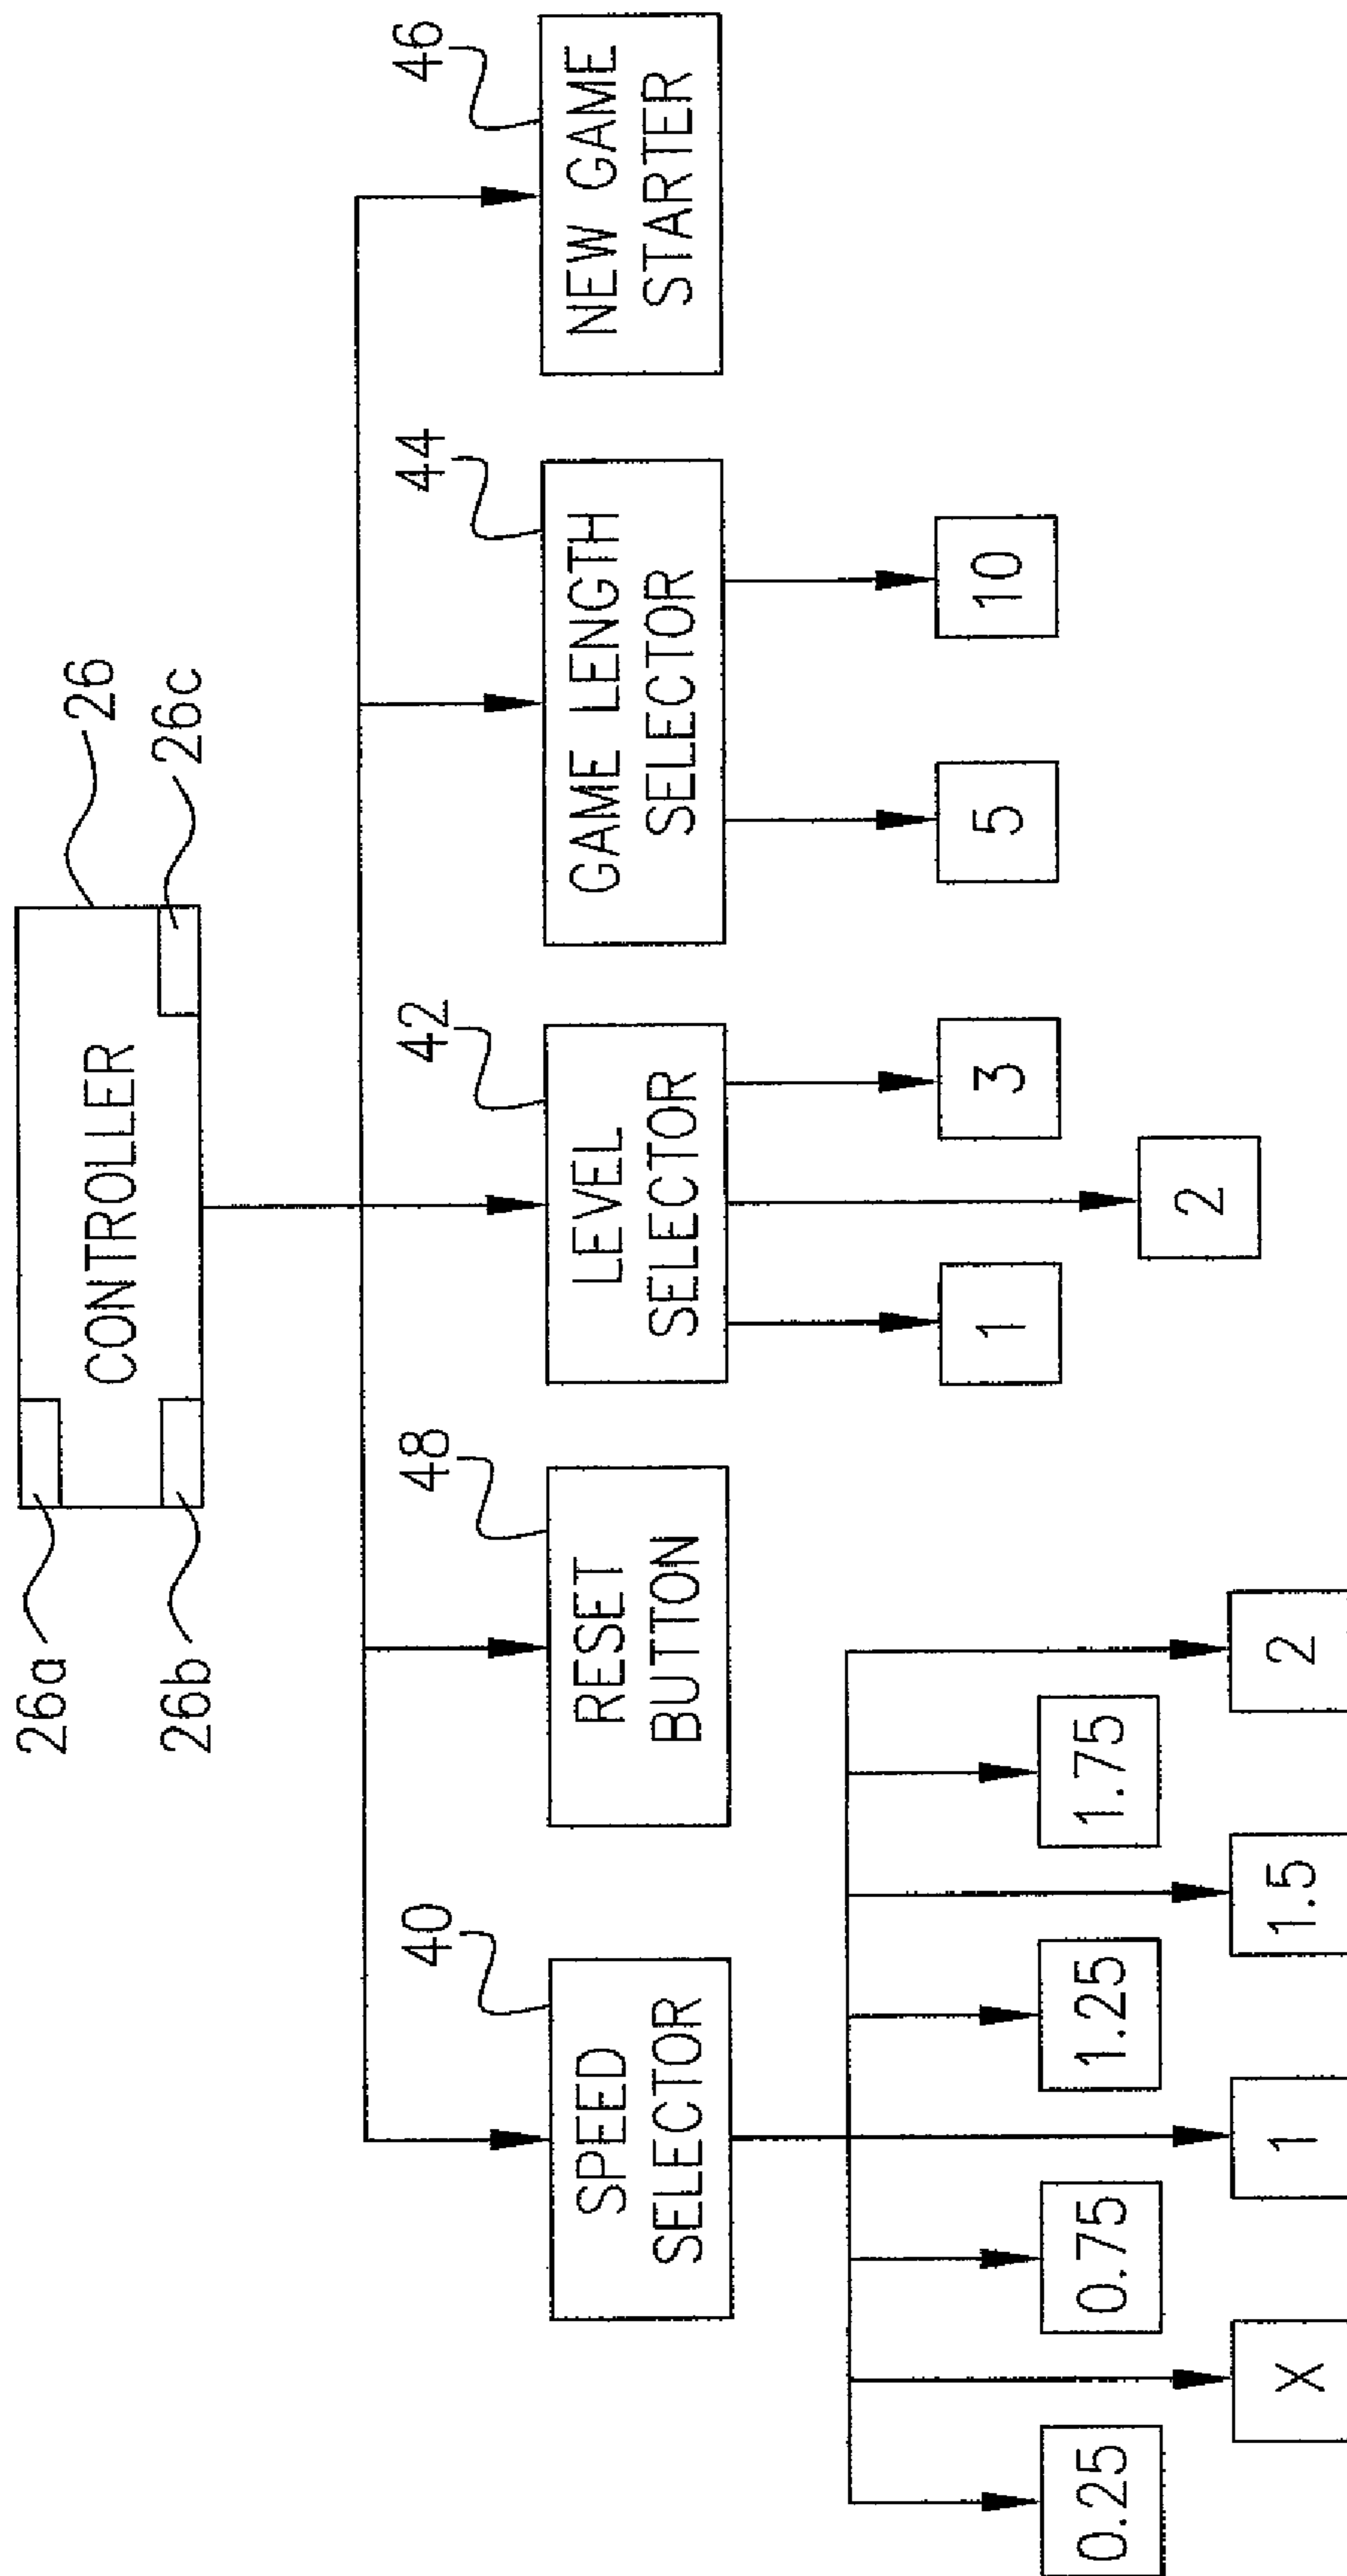 26a
26b
CONTROLLER
26
26c
40
48
42
44
46
SPEED
SELECTOR
RESET
BUTTON
LEVEL
SELECTOR
GAME LENGTH
SELECTOR
NEW GAME
STARTER
0.25
X
0.75
1
1.25
1.5
1.75
2
1
2
3
5
10